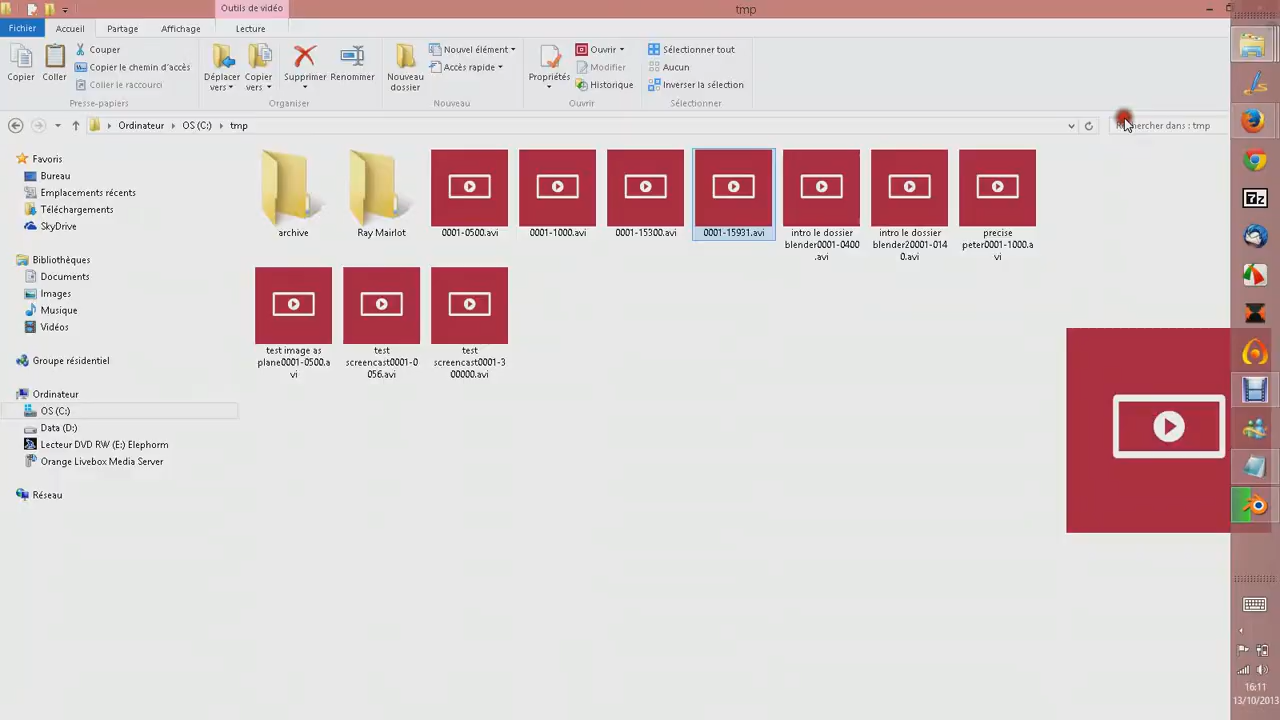 Outils de vidéo
tmp
Fichier Accueil Partage Affichage Lecture
Copier
Coller
Couper
Copier le chemin d'accès
Coller le raccourci
Presse-papiers
Déplacer vers
Copier vers
Supprimer
Renommer
Organiser
Nouveau dossier
Nouvel élément
Accès rapide
Nouveau
Propriétés
Ouvrir
Modifier
Historique
Ouvrir
Sélectionner tout
Aucun
Inverser la sélection
Sélectionner
Ordinateur OS (C:) tmp
dans : tmp
Favoris
Bureau
Emplacements récents
Téléchargements
SkyDrive
Bibliothèques
Documents
Images
Musique
Vidéos
Groupe résidentiel
Ordinateur
OS (C:)
Data (D:)
Lecteur DVD RW (E:) Elephorm
Orange Livebox Media Server
Réseau
archive
Ray Mairlot
0001-0500.avi
0001-1000.avi
0001-15300.avi
0001-15931.avi
intro le dossier
blender0001-0400
.avi
intro le dossier
blender20001-014
0.avi
precise
peter0001-1000.a
vi
test image as
plane0001-0500.a
vi
test
screencast0001-0
056.avi
test
screencast0001-3
00000.avi
7z
16:11
13/10/2013